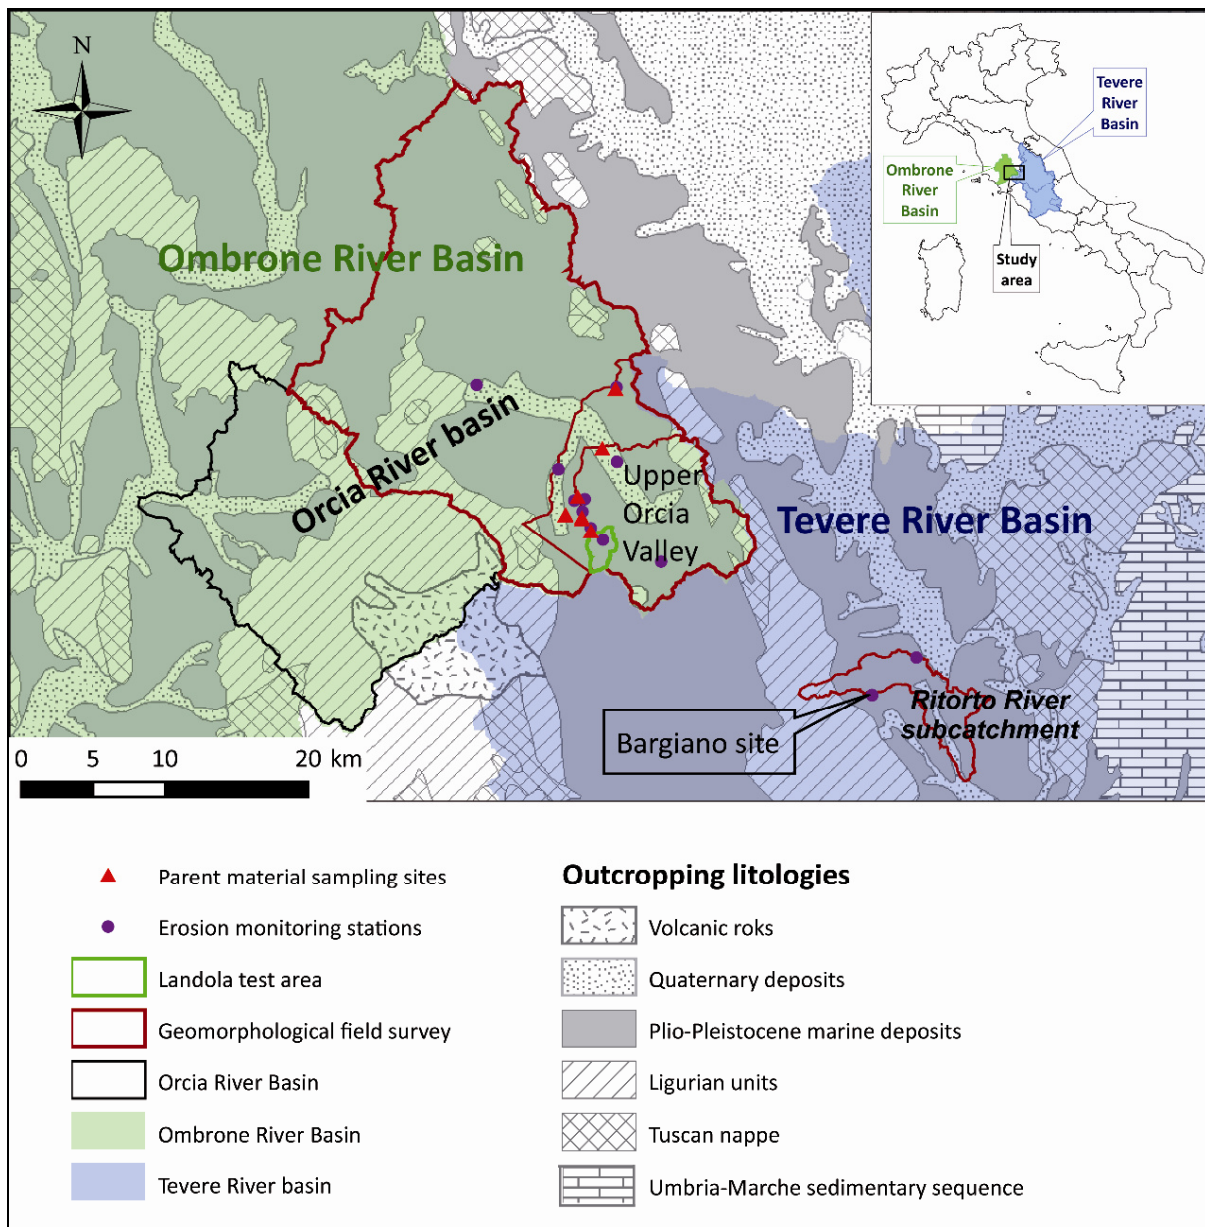 N
Tevere
River
Basin
Ombrone
River
Basin
Study
area
Ombrone River Basin
Orcia River basin
Upper
Orcia
Valley
Tevere River Basin
Ritorto River
subcatchment
Bargiano site
0 5 10 20 km
Parent material sampling sites
Erosion monitoring stations
Landola test area
Geomorphological field survey
Orcia River Basin
Ombrone River Basin
Tevere River basin
Outcropping litologies
Volcanic roks
Quaternary deposits
Plio-Pleistocene marine deposits
Ligurian units
Tuscan nappe
Umbria-Marche sedimentary sequence